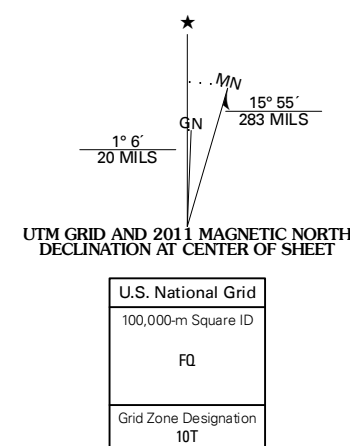 ★
MN
GN
15° 55´
283 MILS
1° 6´
20 MILS
UTM GRID AND 2011 MAGNETIC NORTH
DECLINATION AT CENTER OF SHEET
U.S. National Grid
100,000-m Square ID
FQ
Grid Zone Designation
10T